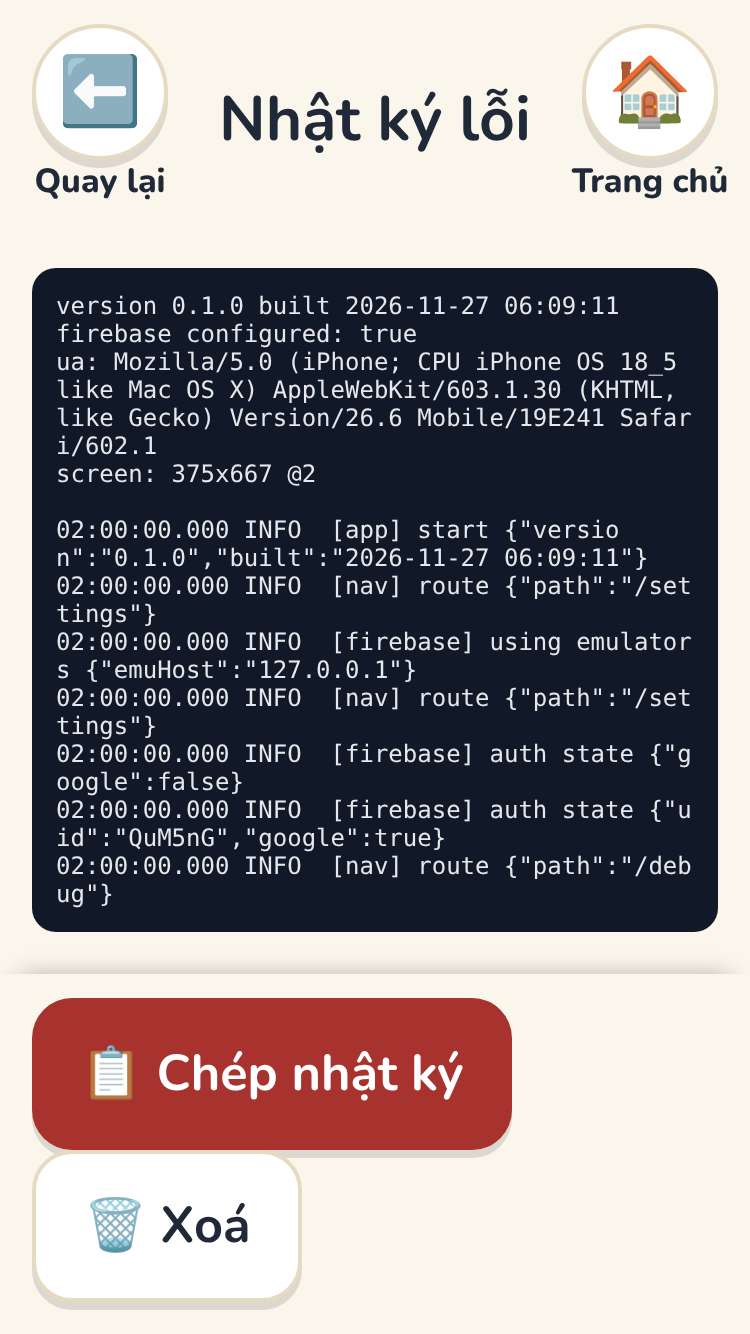 Nhật ký lỗi
Quay lại
Trang chủ
version 0.1.0 built 2026-11-27 06:09:11
firebase configured: true
ua: Mozilla/5.0 (iPhone; CPU iPhone OS 18_5
like Mac OS X) AppleWebKit/603.1.30 (KHTML,
like Gecko) Version/26.6 Mobile/19E241 Safar
i/602.1
screen: 375x667 @2
02:00:00.000 INFO  [app] start {"versio
n":"0.1.0","built":"2026-11-27 06:09:11"}
02:00:00.000 INFO  [nav] route {"path":"/set
tings"}
02:00:00.000 INFO  [firebase] using emulator
s {"emuHost":"127.0.0.1"}
02:00:00.000 INFO  [nav] route {"path":"/set
tings"}
02:00:00.000 INFO  [firebase] auth state {"g
oogle":false}
02:00:00.000 INFO  [firebase] auth state {"u
id":"QuM5nG","google":true}
02:00:00.000 INFO  [nav] route {"path":"/deb
ug"}
Chép nhật ký
Xoá